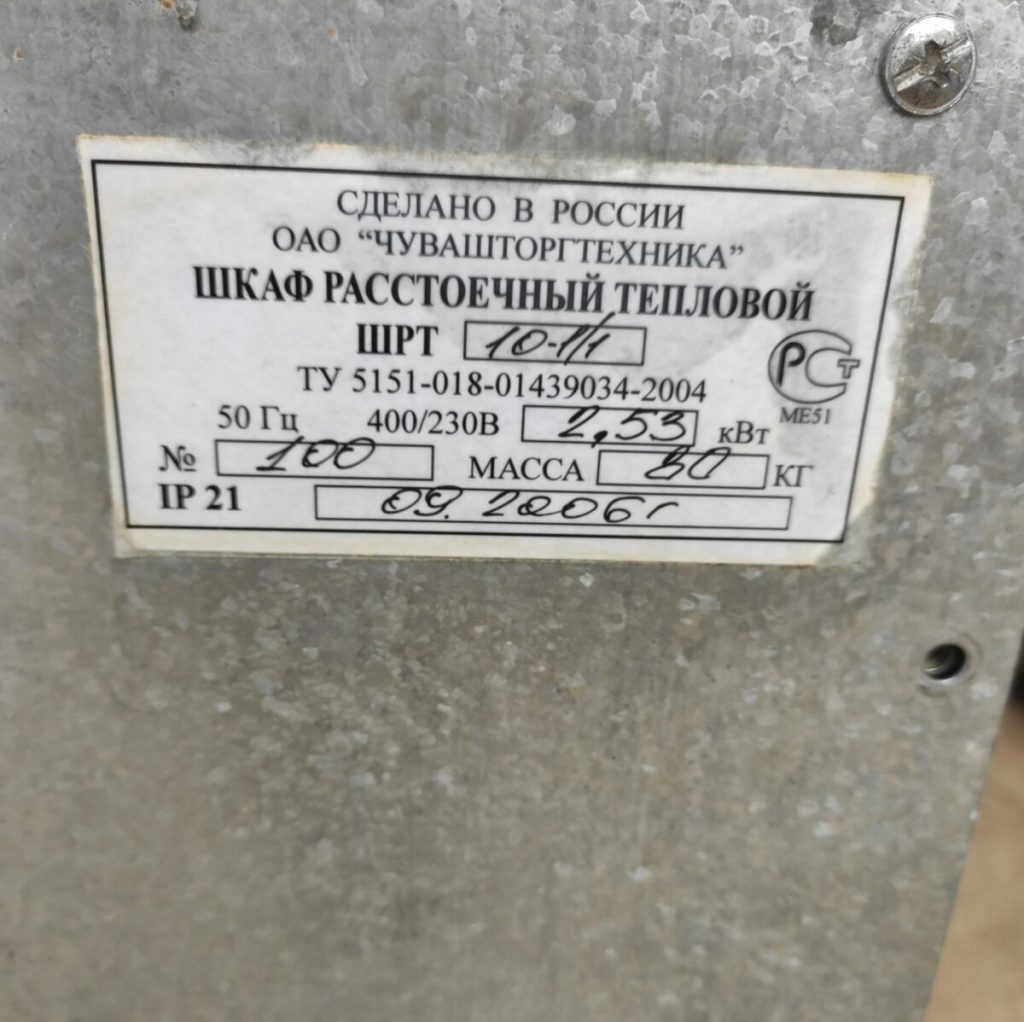 СДЕЛАНО В РОССИИ
ОАО “ЧУВАШТОРГТЕХНИКА”
ШКАФ РАССТОЕЧНЫЙ ТЕПЛОВОЙ
ШРТ 10-1/1
РСТ
ТУ 5151-018-01439034-2004
МЕ51
50 Гц 400/230В 2,53 кВт
№ 100 МАССА 80 КГ
IP 21 09. 2006г